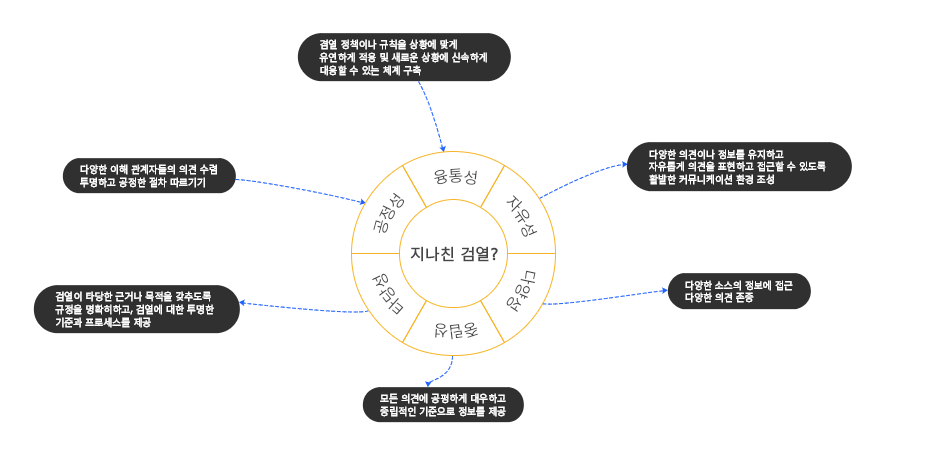 검열 정책이나 규칙을 상황에 맞게
유연하게 적용 및 새로운 상황에 신속하게
대응할 수 있는 체계 구축
다양한 이해 관계자들의 의견 수렴
투명하고 공정한 절차 따르기기
다양한 의견이나 정보를 유지하고
자유롭게 의견을 표현하고 접근할 수 있도록
활발한 커뮤니케이션 환경 조성
융통성
공정성
자유성
지나친 검열?
타당성
다양성
중립성
검열이 타당한 근거나 목적을 갖추도록
규정을 명확히하고, 검열에 대한 투명한
기준과 프로세스를 제공
다양한 소스의 정보에 접근
다양한 의견 존중
모든 의견에 공평하게 대우하고
중립적인 기준으로 정보를 제공